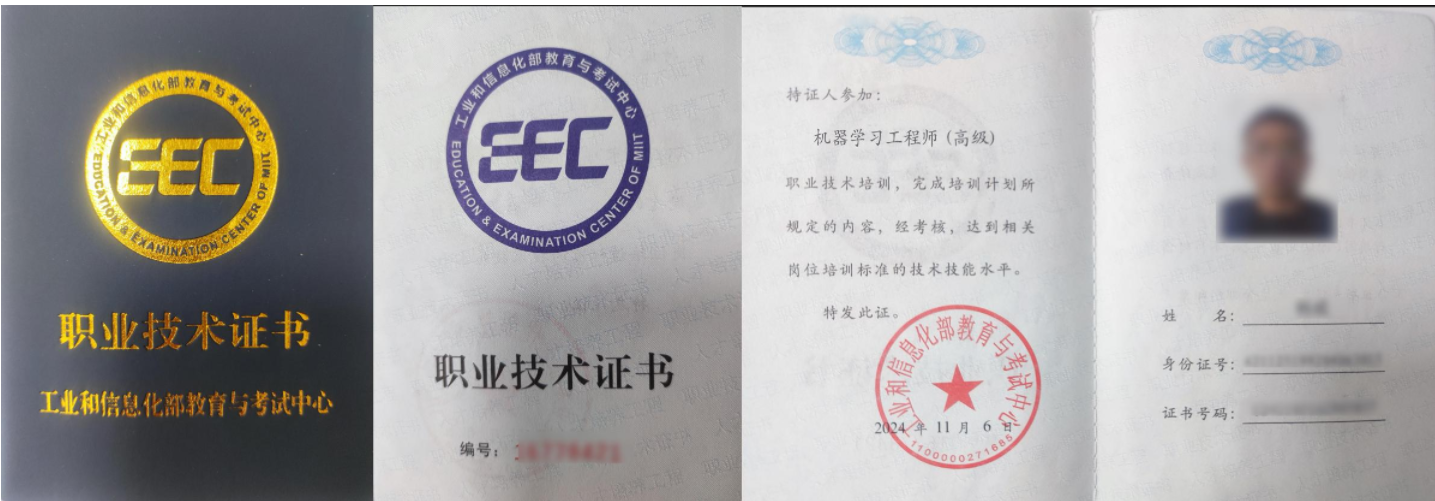 工业和信息化部教育与考试中心
EDUCATION & EXAMINATION CENTER OF MIIT
EEC
职业技术证书
工业和信息化部教育与考试中心
工业和信息化部教育与考试中心
EDUCATION & EXAMINATION CENTER OF MIIT
EEC
职业技术证书
编号：
持证人参加：
机器学习工程师（高级）
职业技术培训，完成培训计划所
规定的内容，经考核，达到相关
岗位培训标准的技术技能水平。
特发此证。
工业和信息化部教育与考试中心
2024 年 11 月 6 日
1100000271685
姓 名：
身份证号：
证书号码：